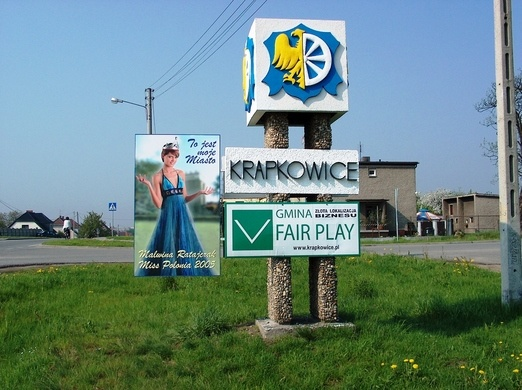 To jest
moje
Miasto
Malwina Ratajczak
Miss Polonia 2005
KRAPKOWICE
GMINA ZŁOTA LOKALIZACJA
BIZNESU
FAIR PLAY
www.krapkowice.pl